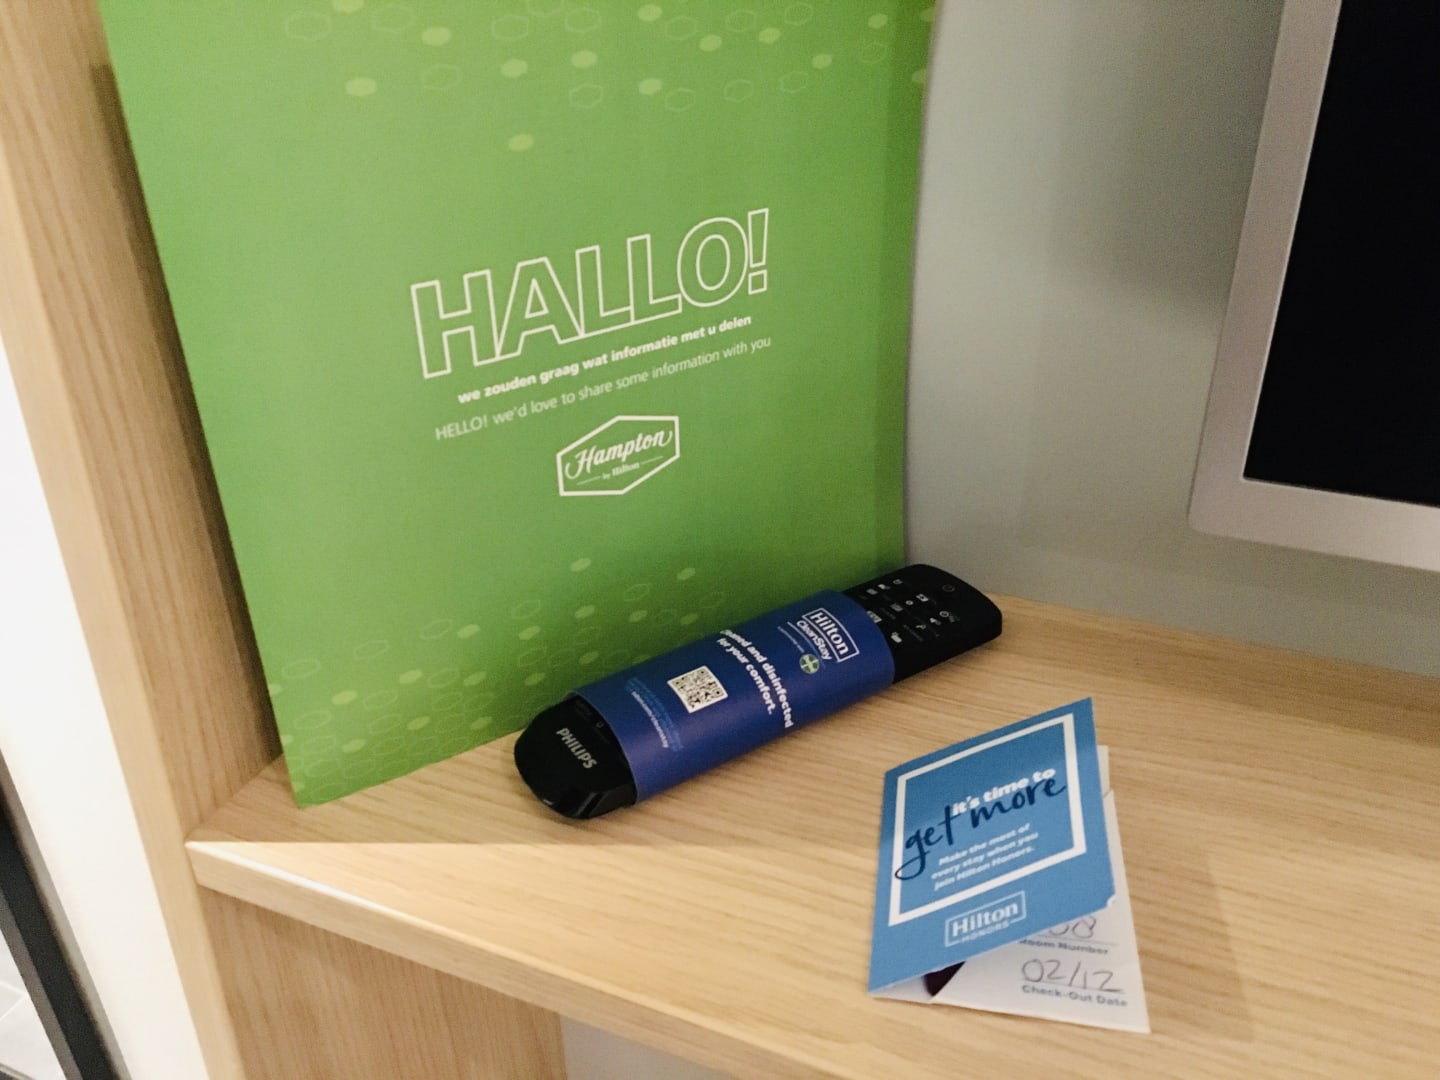 HALLO!
we zouden graag wat informatie met u delen
HELLO! we'd love to share some information with you
Hampton
by Hilton
Hilton
CleanStay
and disinfected
for your comfort.
PHILIPS
it's time to
get more
Make the most of
every stay when you
join Hilton Honors.
Hilton
HONORS
Room Number
02/12
Check-Out Date